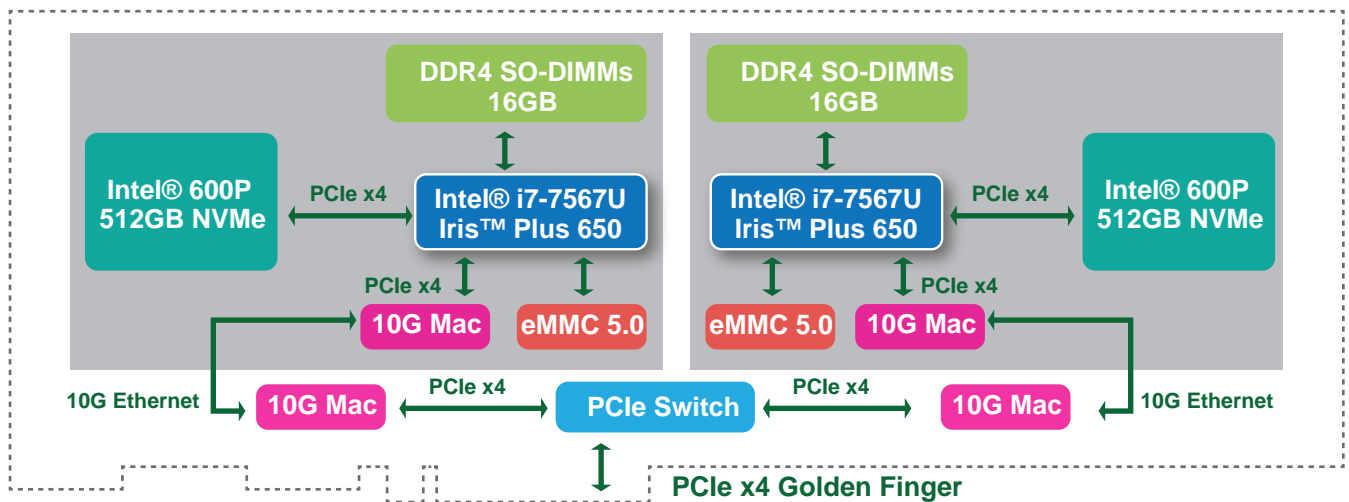 DDR4 SO-DIMMs
16GB
DDR4 SO-DIMMs
16GB
Intel® 600P
512GB NVMe
PCIe x4
Intel® i7-7567U
Iris™ Plus 650
Intel® i7-7567U
Iris™ Plus 650
PCIe x4
Intel® 600P
512GB NVMe
PCIe x4
PCIe x4
10G Mac
eMMC 5.0
eMMC 5.0
10G Mac
10G Ethernet
10G Mac
PCIe x4
PCIe Switch
PCIe x4
10G Mac
10G Ethernet
PCIe x4 Golden Finger